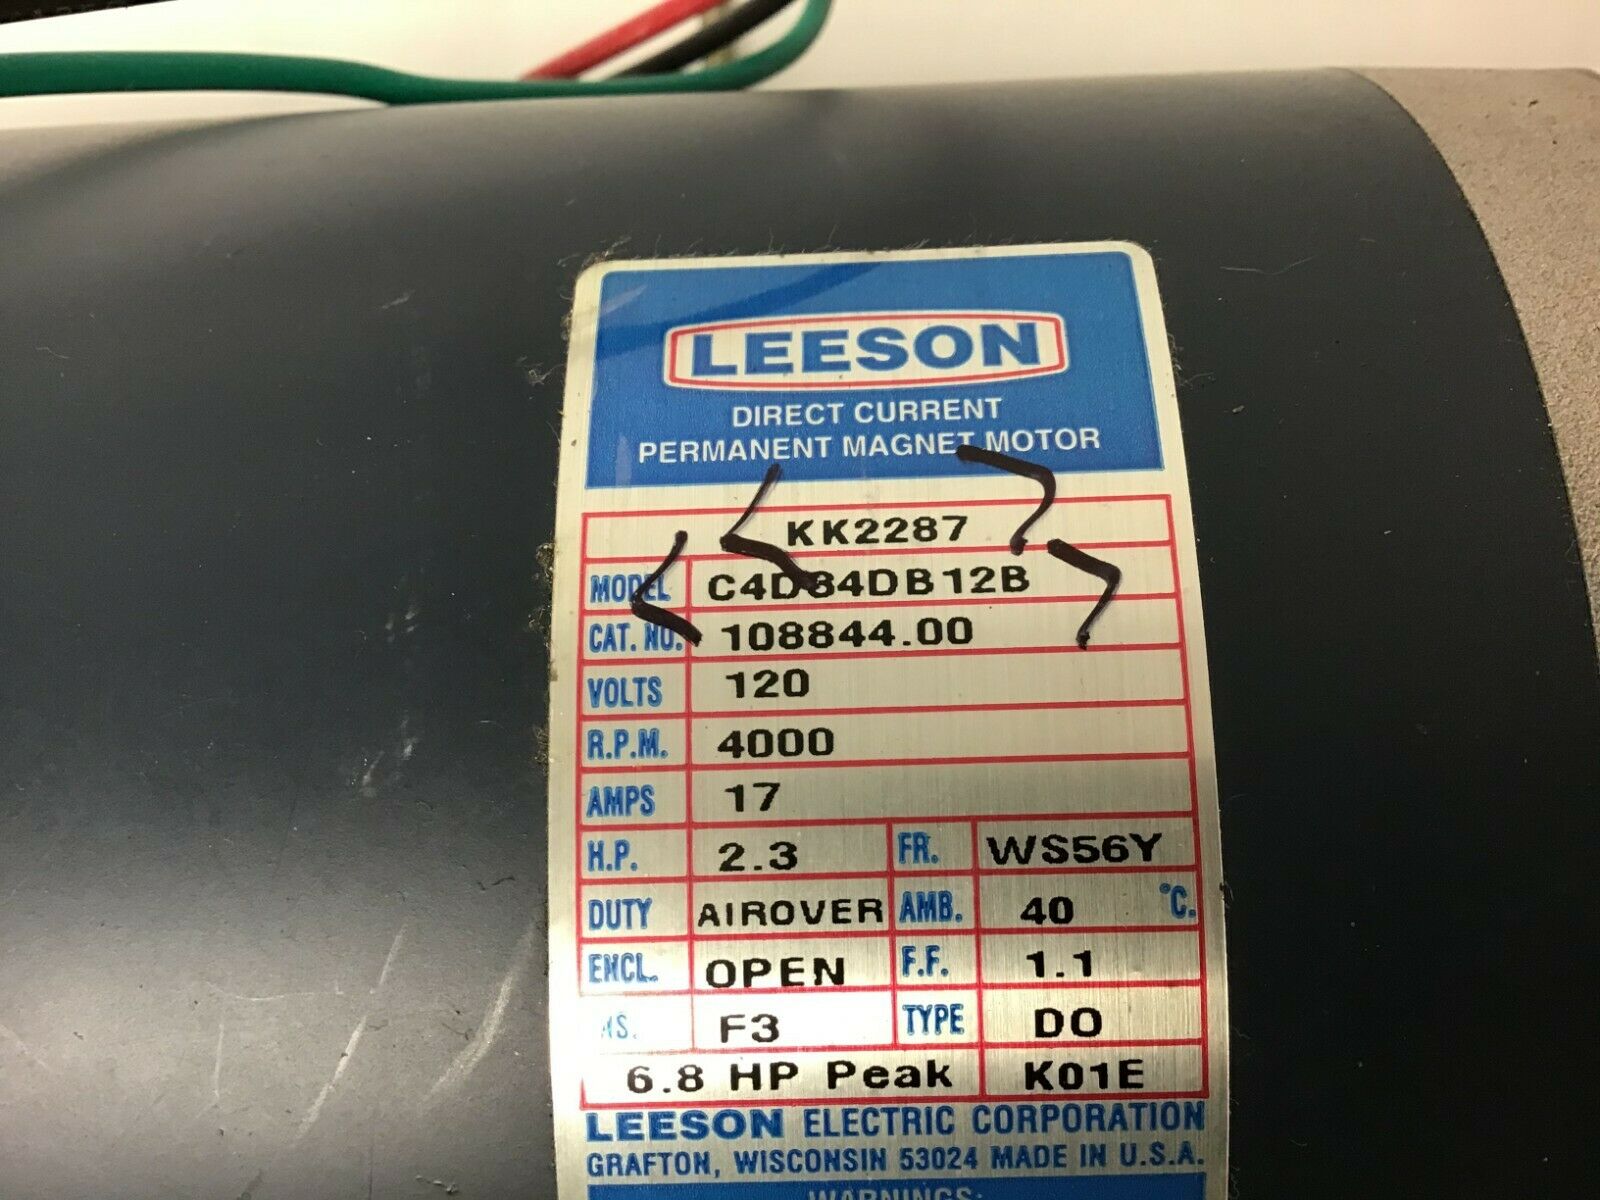 LEESON
DIRECT CURRENT
PERMANENT MAGNET MOTOR
KK2287
MODEL C4D84DB12B
CAT. NO. 108844.00
VOLTS 120
R.P.M. 4000
AMPS 17
H.P. 2.3 FR. WS56Y
DUTY AIROVER AMB. 40 °C.
ENCL. OPEN F.F. 1.1
F3 TYPE DO
6.8 HP Peak K01E
LEESON ELECTRIC CORPORATION
GRAFTON, WISCONSIN 53024 MADE IN U.S.A.
WARNINGS: